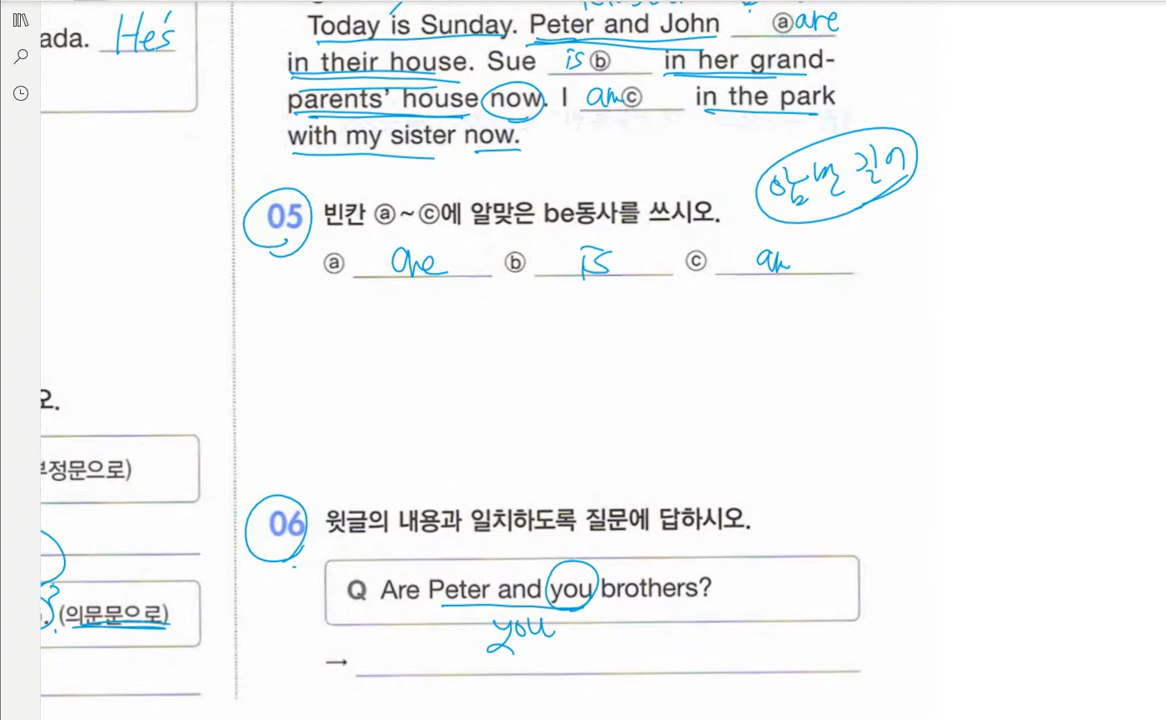 ada. He's
Today is Sunday. Peter and John ⓐare
in their house. Sue is ⓑ in her grand-
parents' house now. I am ⓒ in the park
with my sister now.
05 빈칸 ⓐ~ⓒ에 알맞은 be동사를 쓰시오.
ⓐ are ⓑ is ⓒ am
오.
부정문으로)
(의문문으로)
06 윗글의 내용과 일치하도록 질문에 답하시오.
Q Are Peter and you brothers?
you
→